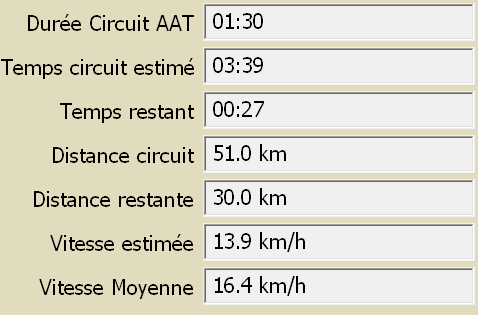 Durée Circuit AAT 01:30
Temps circuit estimé 03:39
Temps restant 00:27
Distance circuit 51.0 km
Distance restante 30.0 km
Vitesse estimée 13.9 km/h
Vitesse Moyenne 16.4 km/h